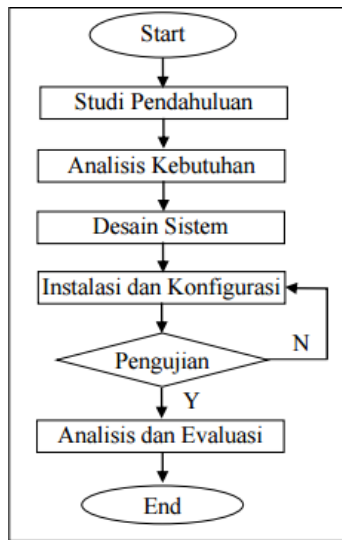 Start
Studi Pendahuluan
Analisis Kebutuhan
Desain Sistem
Instalasi dan Konfigurasi
Pengujian
N
Y
Analisis dan Evaluasi
End